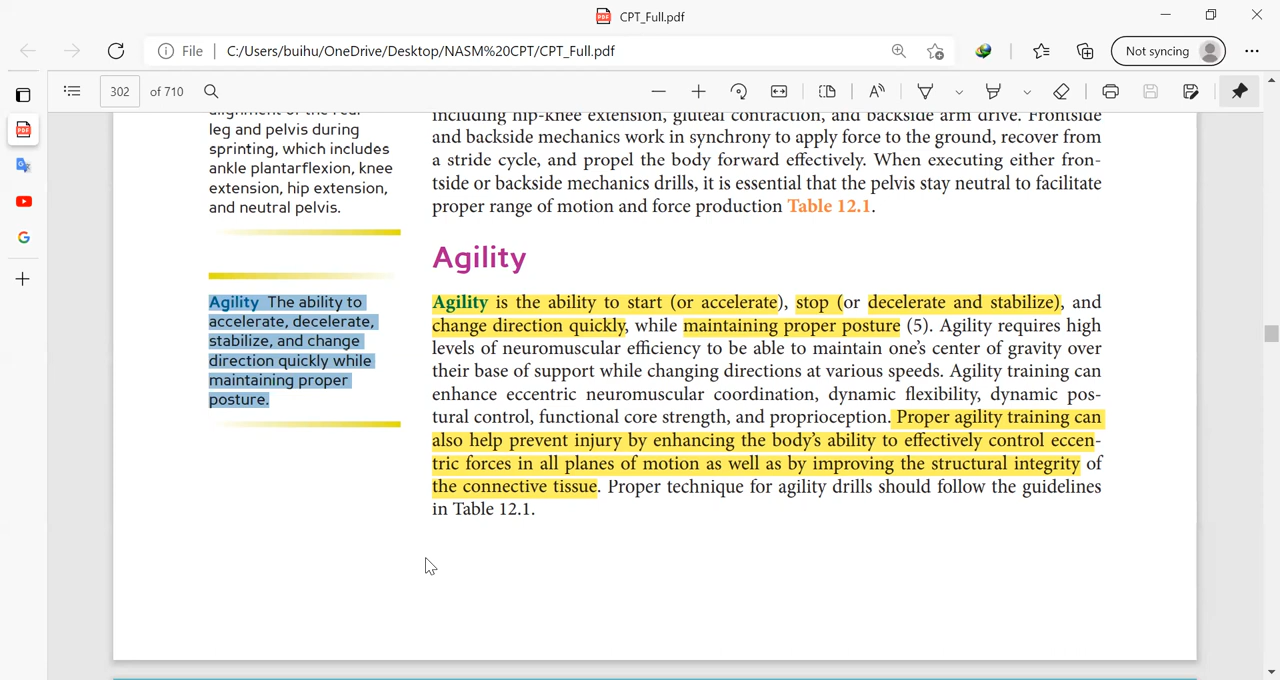 CPT_Full.pdf
File
C:/Users/buihu/OneDrive/Desktop/NASM%20CPT/CPT_Full.pdf
Not syncing
302 of 710
leg and pelvis during
sprinting, which includes
ankle plantarflexion, knee
extension, hip extension,
and neutral pelvis.
Agility The ability to
accelerate, decelerate,
stabilize, and change
direction quickly while
maintaining proper
posture.
including hip-knee extension, gluteal contraction, and backside arm drive. Frontside
and backside mechanics work in synchrony to apply force to the ground, recover from
a stride cycle, and propel the body forward effectively. When executing either fron-
tside or backside mechanics drills, it is essential that the pelvis stay neutral to facilitate
proper range of motion and force production Table 12.1.
Agility
Agility is the ability to start (or accelerate), stop (or decelerate and stabilize), and
change direction quickly, while maintaining proper posture (5). Agility requires high
levels of neuromuscular efficiency to be able to maintain one's center of gravity over
their base of support while changing directions at various speeds. Agility training can
enhance eccentric neuromuscular coordination, dynamic flexibility, dynamic pos-
tural control, functional core strength, and proprioception. Proper agility training can
also help prevent injury by enhancing the body's ability to effectively control eccen-
tric forces in all planes of motion as well as by improving the structural integrity of
the connective tissue. Proper technique for agility drills should follow the guidelines
in Table 12.1.